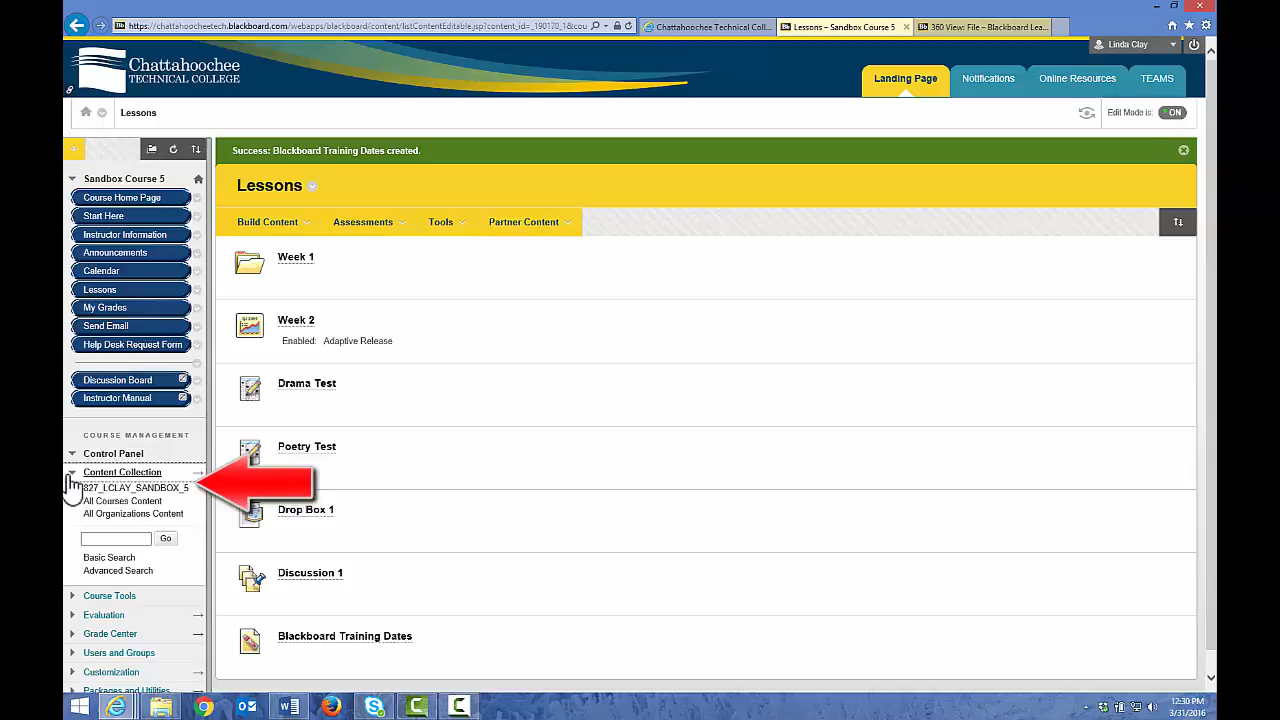 https://chattahoocheetech.blackboard.com/webapps/blackboard/content/listContentEditable.jsp?content_id=_190170_1&cou
Chattahoochee Technical Coll...
Lessons – Sandbox Course 5
360 View: File – Blackboard Lea...
Chattahoochee
TECHNICAL COLLEGE
Linda Clay
Landing Page
Notifications
Online Resources
TEAMS
Lessons
Edit Mode is: ON
Success: Blackboard Training Dates created.
Sandbox Course 5
Course Home Page
Start Here
Instructor Information
Announcements
Calendar
Lessons
My Grades
Send Email
Help Desk Request Form
Discussion Board
Instructor Manual
COURSE MANAGEMENT
Control Panel
Content Collection
827_LCLAY_SANDBOX_5
All Courses Content
All Organizations Content
Go
Basic Search
Advanced Search
Course Tools
Evaluation
Grade Center
Users and Groups
Customization
Packages and Utilities
Lessons
Build Content
Assessments
Tools
Partner Content
Week 1
Week 2
Enabled: Adaptive Release
Drama Test
Poetry Test
Drop Box 1
Discussion 1
Blackboard Training Dates
12:30 PM
3/31/2016